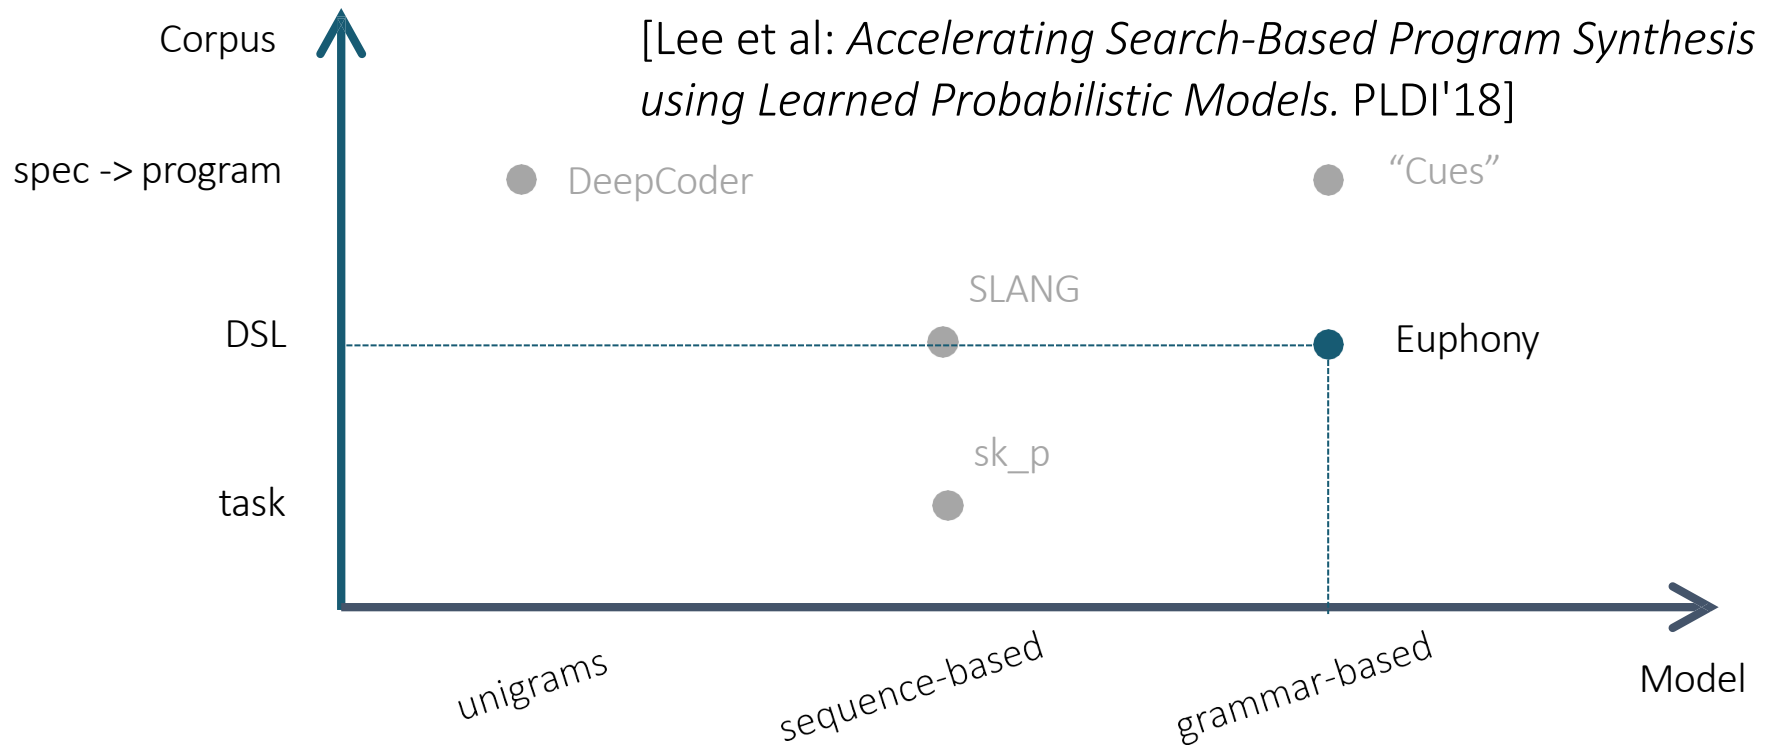 Corpus
[Lee et al: Accelerating Search-Based Program Synthesis
using Learned Probabilistic Models. PLDI'18]
spec -> program
DeepCoder
“Cues”
SLANG
DSL
Euphony
sk_p
task
unigrams
sequence-based
grammar-based
Model